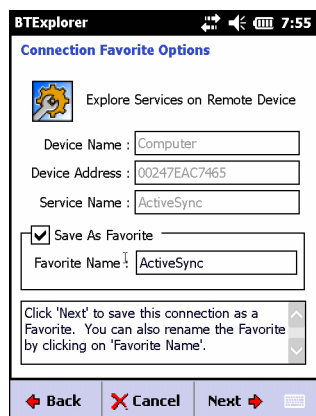 BTExplorer 7:55
Connection Favorite Options
Explore Services on Remote Device
Device Name : Computer
Device Address : 00247EAC7465
Service Name : ActiveSync
Save As Favorite
Favorite Name : ActiveSync
Click 'Next' to save this connection as a
Favorite. You can also rename the Favorite
by clicking on 'Favorite Name'.
Back Cancel Next